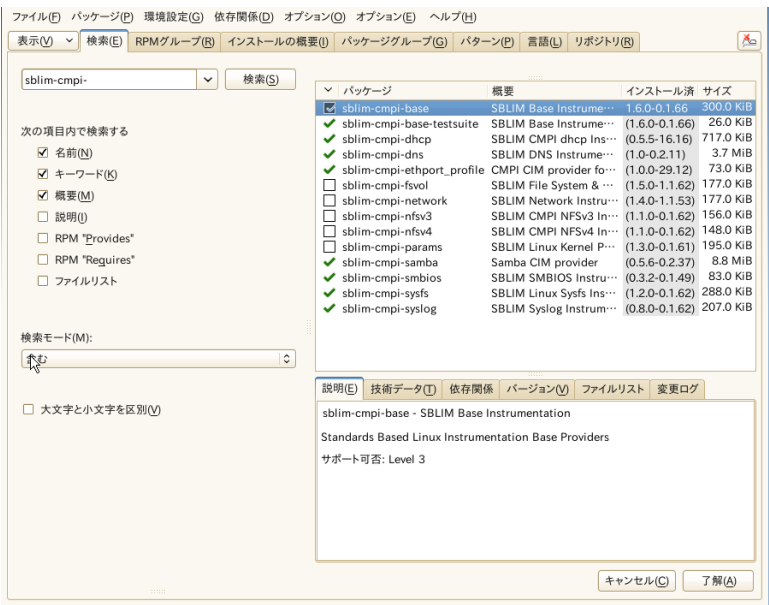 ファイル(F) パッケージ(P) 環境設定(G) 依存関係(D) オプション(O) オプション(E) ヘルプ(H)
表示(V) 検索(E) RPMグループ(R) インストールの概要(I) パッケージグループ(G) パターン(P) 言語(L) リポジトリ(R)
sblim-cmpi- 検索(S)
次の項目内で検索する
名前(N)
キーワード(K)
概要(M)
説明(I)
RPM "Provides"
RPM "Requires"
ファイルリスト
検索モード(M):
含む
大文字と小文字を区別(V)
パッケージ 概要 インストール済 サイズ
sblim-cmpi-base SBLIM Base Instrume··· 1.6.0-0.1.66 300.0 KiB
sblim-cmpi-base-testsuite SBLIM Base Instrume··· (1.6.0-0.1.66) 26.0 KiB
sblim-cmpi-dhcp SBLIM CMPI dhcp Ins··· (0.5.5-16.16) 717.0 KiB
sblim-cmpi-dns SBLIM DNS Instrume··· (1.0-0.2.11) 3.7 MiB
sblim-cmpi-ethport_profile CMPI CIM provider fo··· (1.0.0-29.12) 73.0 KiB
sblim-cmpi-fsvol SBLIM File System & ··· (1.5.0-1.1.62) 177.0 KiB
sblim-cmpi-network SBLIM Network Instru··· (1.4.0-1.1.53) 177.0 KiB
sblim-cmpi-nfsv3 SBLIM CMPI NFSv3 In··· (1.1.0-0.1.62) 156.0 KiB
sblim-cmpi-nfsv4 SBLIM CMPI NFSv4 In··· (1.1.0-0.1.62) 148.0 KiB
sblim-cmpi-params SBLIM Linux Kernel P··· (1.3.0-0.1.61) 195.0 KiB
sblim-cmpi-samba Samba CIM provider (0.5.6-0.2.37) 8.8 MiB
sblim-cmpi-smbios SBLIM SMBIOS Instru··· (0.3.2-0.1.49) 83.0 KiB
sblim-cmpi-sysfs SBLIM Linux Sysfs Ins··· (1.2.0-0.1.62) 288.0 KiB
sblim-cmpi-syslog SBLIM Syslog Instrum··· (0.8.0-0.1.62) 207.0 KiB
説明(E) 技術データ(T) 依存関係 バージョン(V) ファイルリスト 変更ログ
sblim-cmpi-base - SBLIM Base Instrumentation
Standards Based Linux Instrumentation Base Providers
サポート可否: Level 3
キャンセル(C) 了解(A)